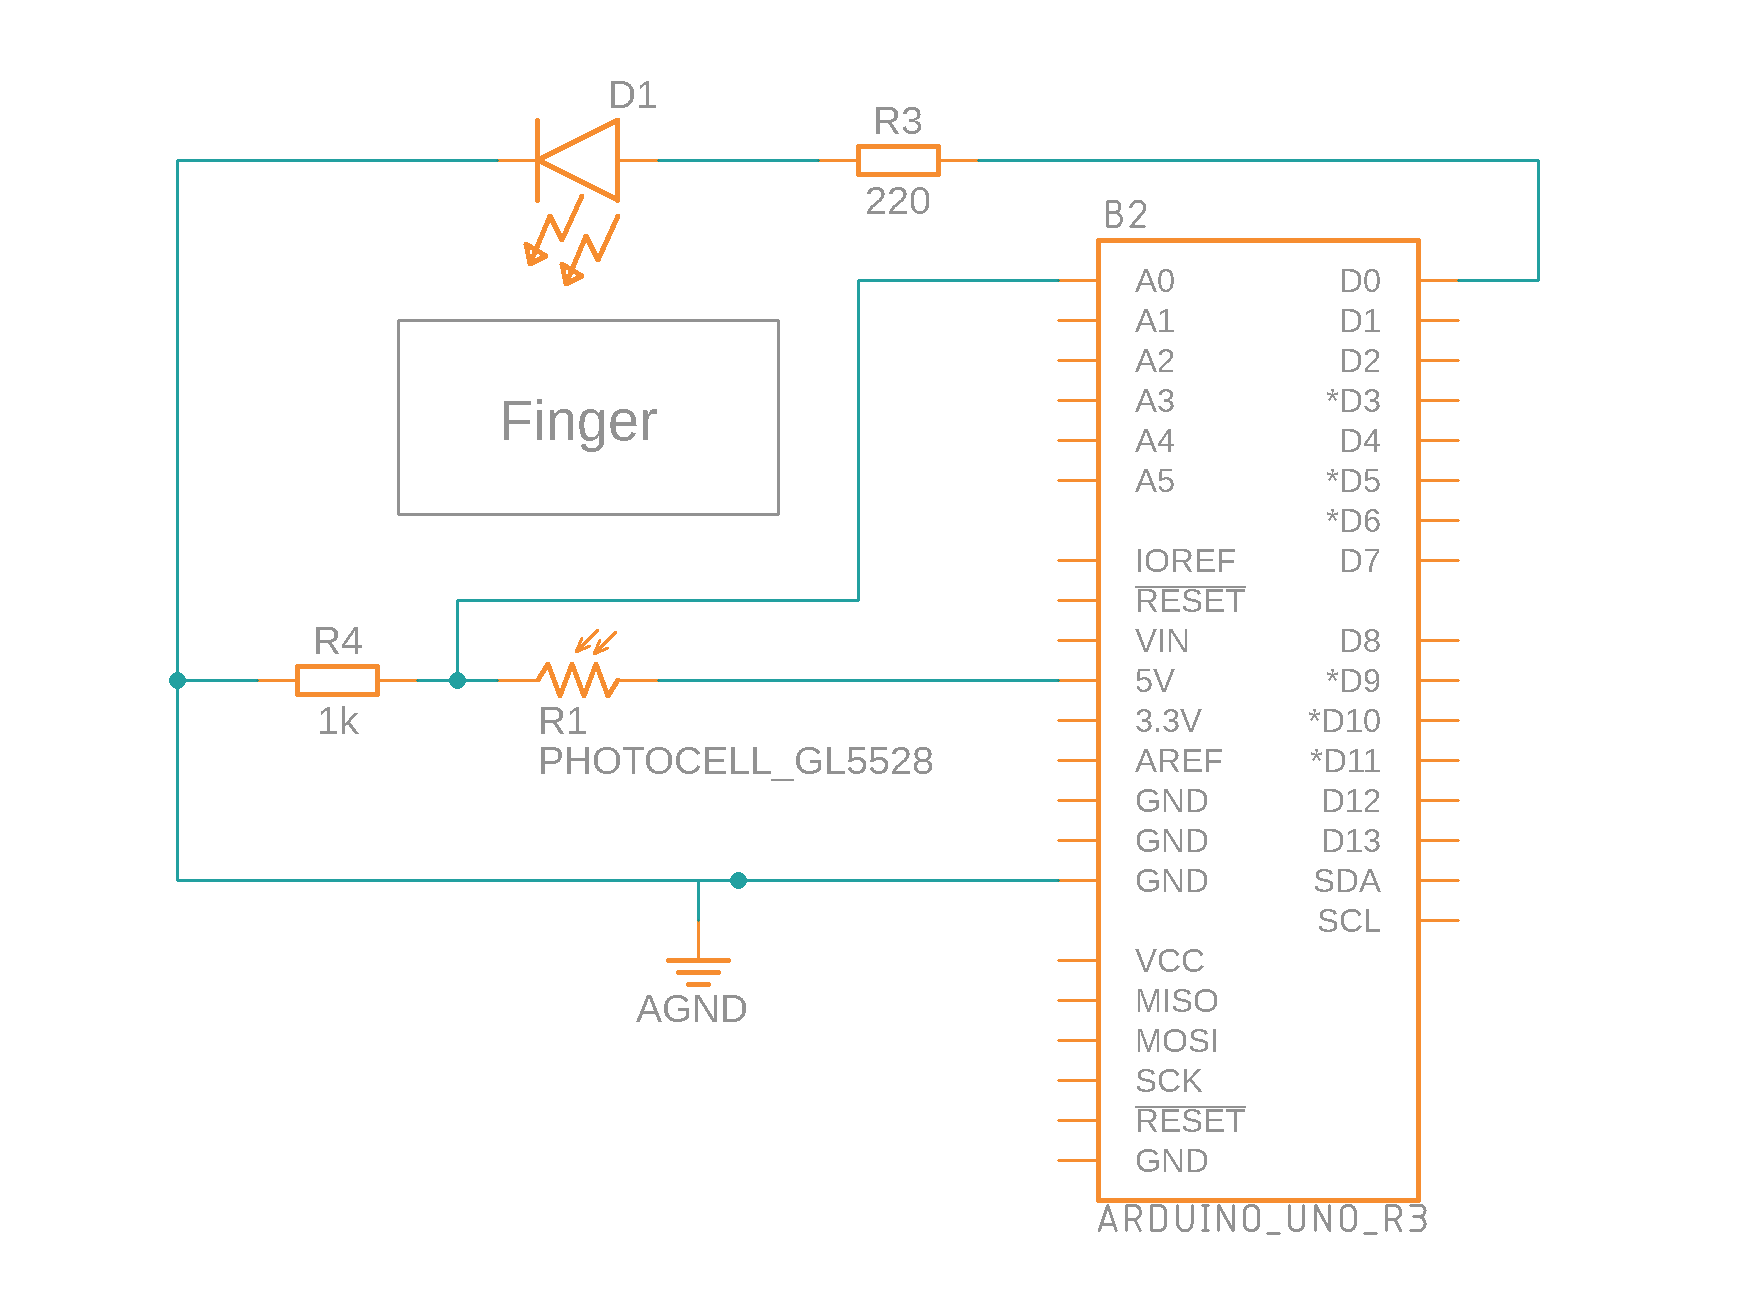 D1
R3
220
B2
A0 D0
A1 D1
A2 D2
A3 *D3
A4 D4
A5 *D5
*D6
IOREF D7
RESET
VIN D8
5V *D9
3.3V *D10
AREF *D11
GND D12
GND D13
GND SDA
SCL
VCC
MISO
MOSI
SCK
RESET
GND
ARDUINO_UNO_R3
Finger
R4
1k
R1
PHOTOCELL_GL5528
AGND